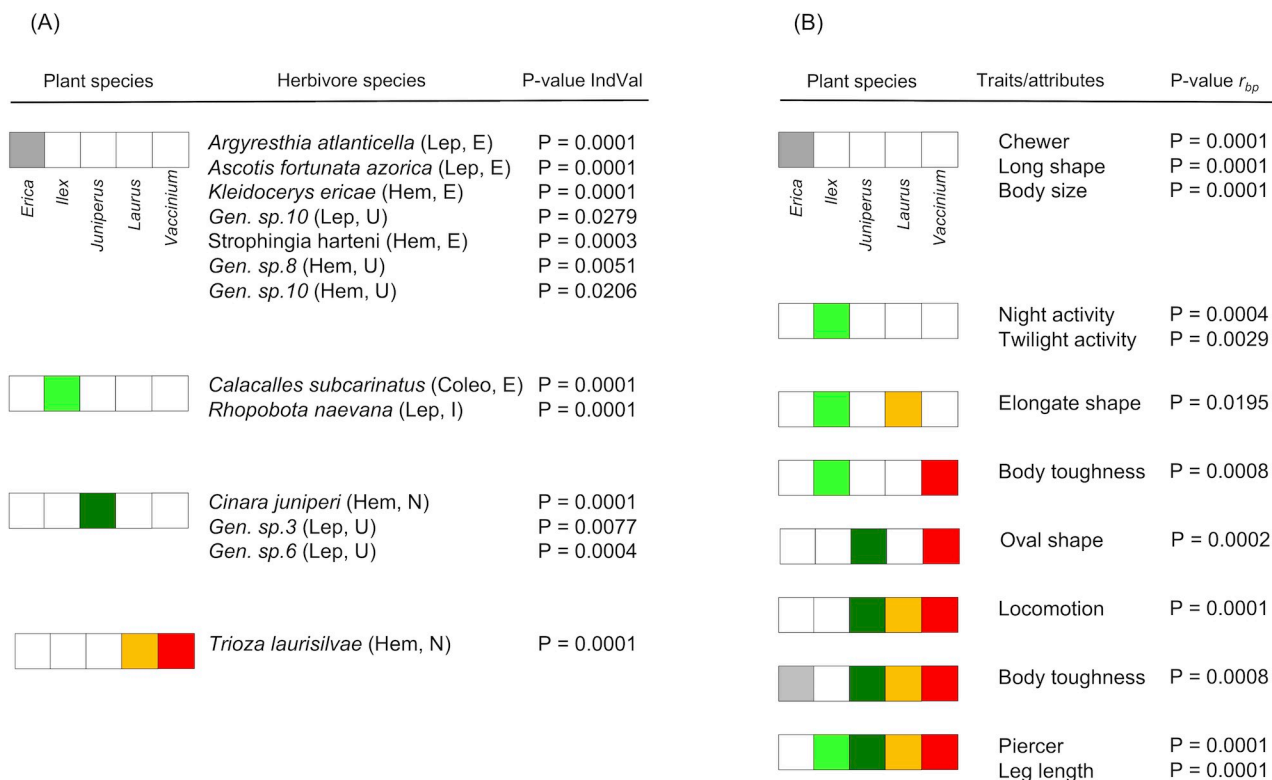 (A)
Plant species Herbivore species P-value IndVal
Argyresthia atlanticella (Lep, E) P = 0.0001
Ascotis fortunata azorica (Lep, E) P = 0.0001
Kleidocerys ericae (Hem, E) P = 0.0001
Gen. sp.10 (Lep, U) P = 0.0279
Strophingia harteni (Hem, E) P = 0.0003
Gen. sp.8 (Hem, U) P = 0.0051
Gen. sp.10 (Hem, U) P = 0.0206
Erica
Ilex
Juniperus
Laurus
Vaccinium
Calacalles subcarinatus (Coleo, E) P = 0.0001
Rhopobota naevana (Lep, I) P = 0.0001
Cinara juniperi (Hem, N) P = 0.0001
Gen. sp.3 (Lep, U) P = 0.0077
Gen. sp.6 (Lep, U) P = 0.0004
Trioza laurisilvae (Hem, N) P = 0.0001
(B)
Plant species Traits/attributes P-value rbp
Chewer P = 0.0001
Long shape P = 0.0001
Body size P = 0.0001
Erica
Ilex
Juniperus
Laurus
Vaccinium
Night activity P = 0.0004
Twilight activity P = 0.0029
Elongate shape P = 0.0195
Body toughness P = 0.0008
Oval shape P = 0.0002
Locomotion P = 0.0001
Body toughness P = 0.0008
Piercer P = 0.0001
Leg length P = 0.0001